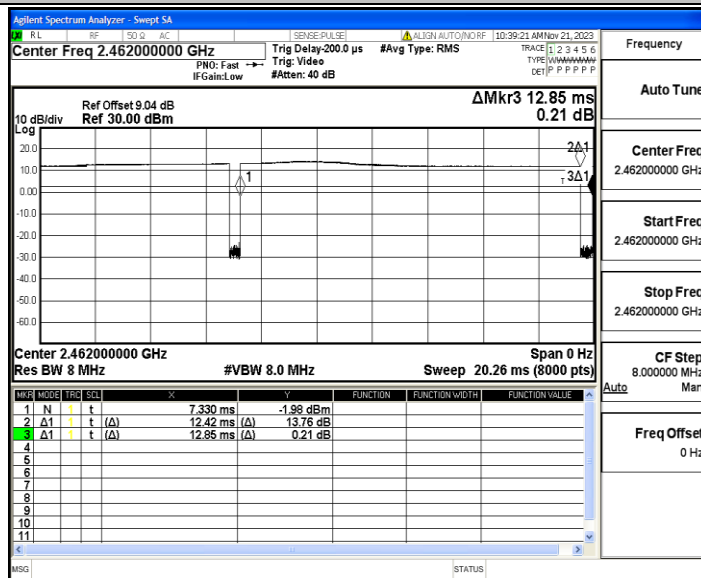 Agilent Spectrum Analyzer - Swept SA
RL RF 50 Ω AC SENSE:PULSE ALIGN AUTO/NO RF 10:39:21 AM Nov 21, 2023
Center Freq 2.462000000 GHz
PNO: Fast
IFGain:Low
Trig Delay-200.0 µs
Trig: Video
#Atten: 40 dB
#Avg Type: RMS
TRACE 1 2 3 4 5 6
TYPE
DET P P P P P P
Frequency
Auto Tune
Center Freq
2.462000000 GHz
Start Freq
2.462000000 GHz
Stop Freq
2.462000000 GHz
CF Step
8.000000 MHz
Auto Man
Freq Offset
0 Hz
ΔMkr3 12.85 ms
0.21 dB
Ref Offset 9.04 dB
10 dB/div Ref 30.00 dBm
Log
20.0
10.0
0.00
-10.0
-20.0
-30.0
-40.0
-50.0
-60.0
1
2Δ1
3Δ1
Center 2.462000000 GHz Span 0 Hz
Res BW 8 MHz #VBW 8.0 MHz Sweep 20.26 ms (8000 pts)
MKR MODE TRC SCL X Y FUNCTION FUNCTION WIDTH FUNCTION VALUE
1 N 1 t 7.330 ms -1.98 dBm
2 Δ1 1 t (Δ) 12.42 ms (Δ) 13.76 dB
3 Δ1 1 t (Δ) 12.85 ms (Δ) 0.21 dB
4
5
6
7
8
9
10
11
MSG STATUS